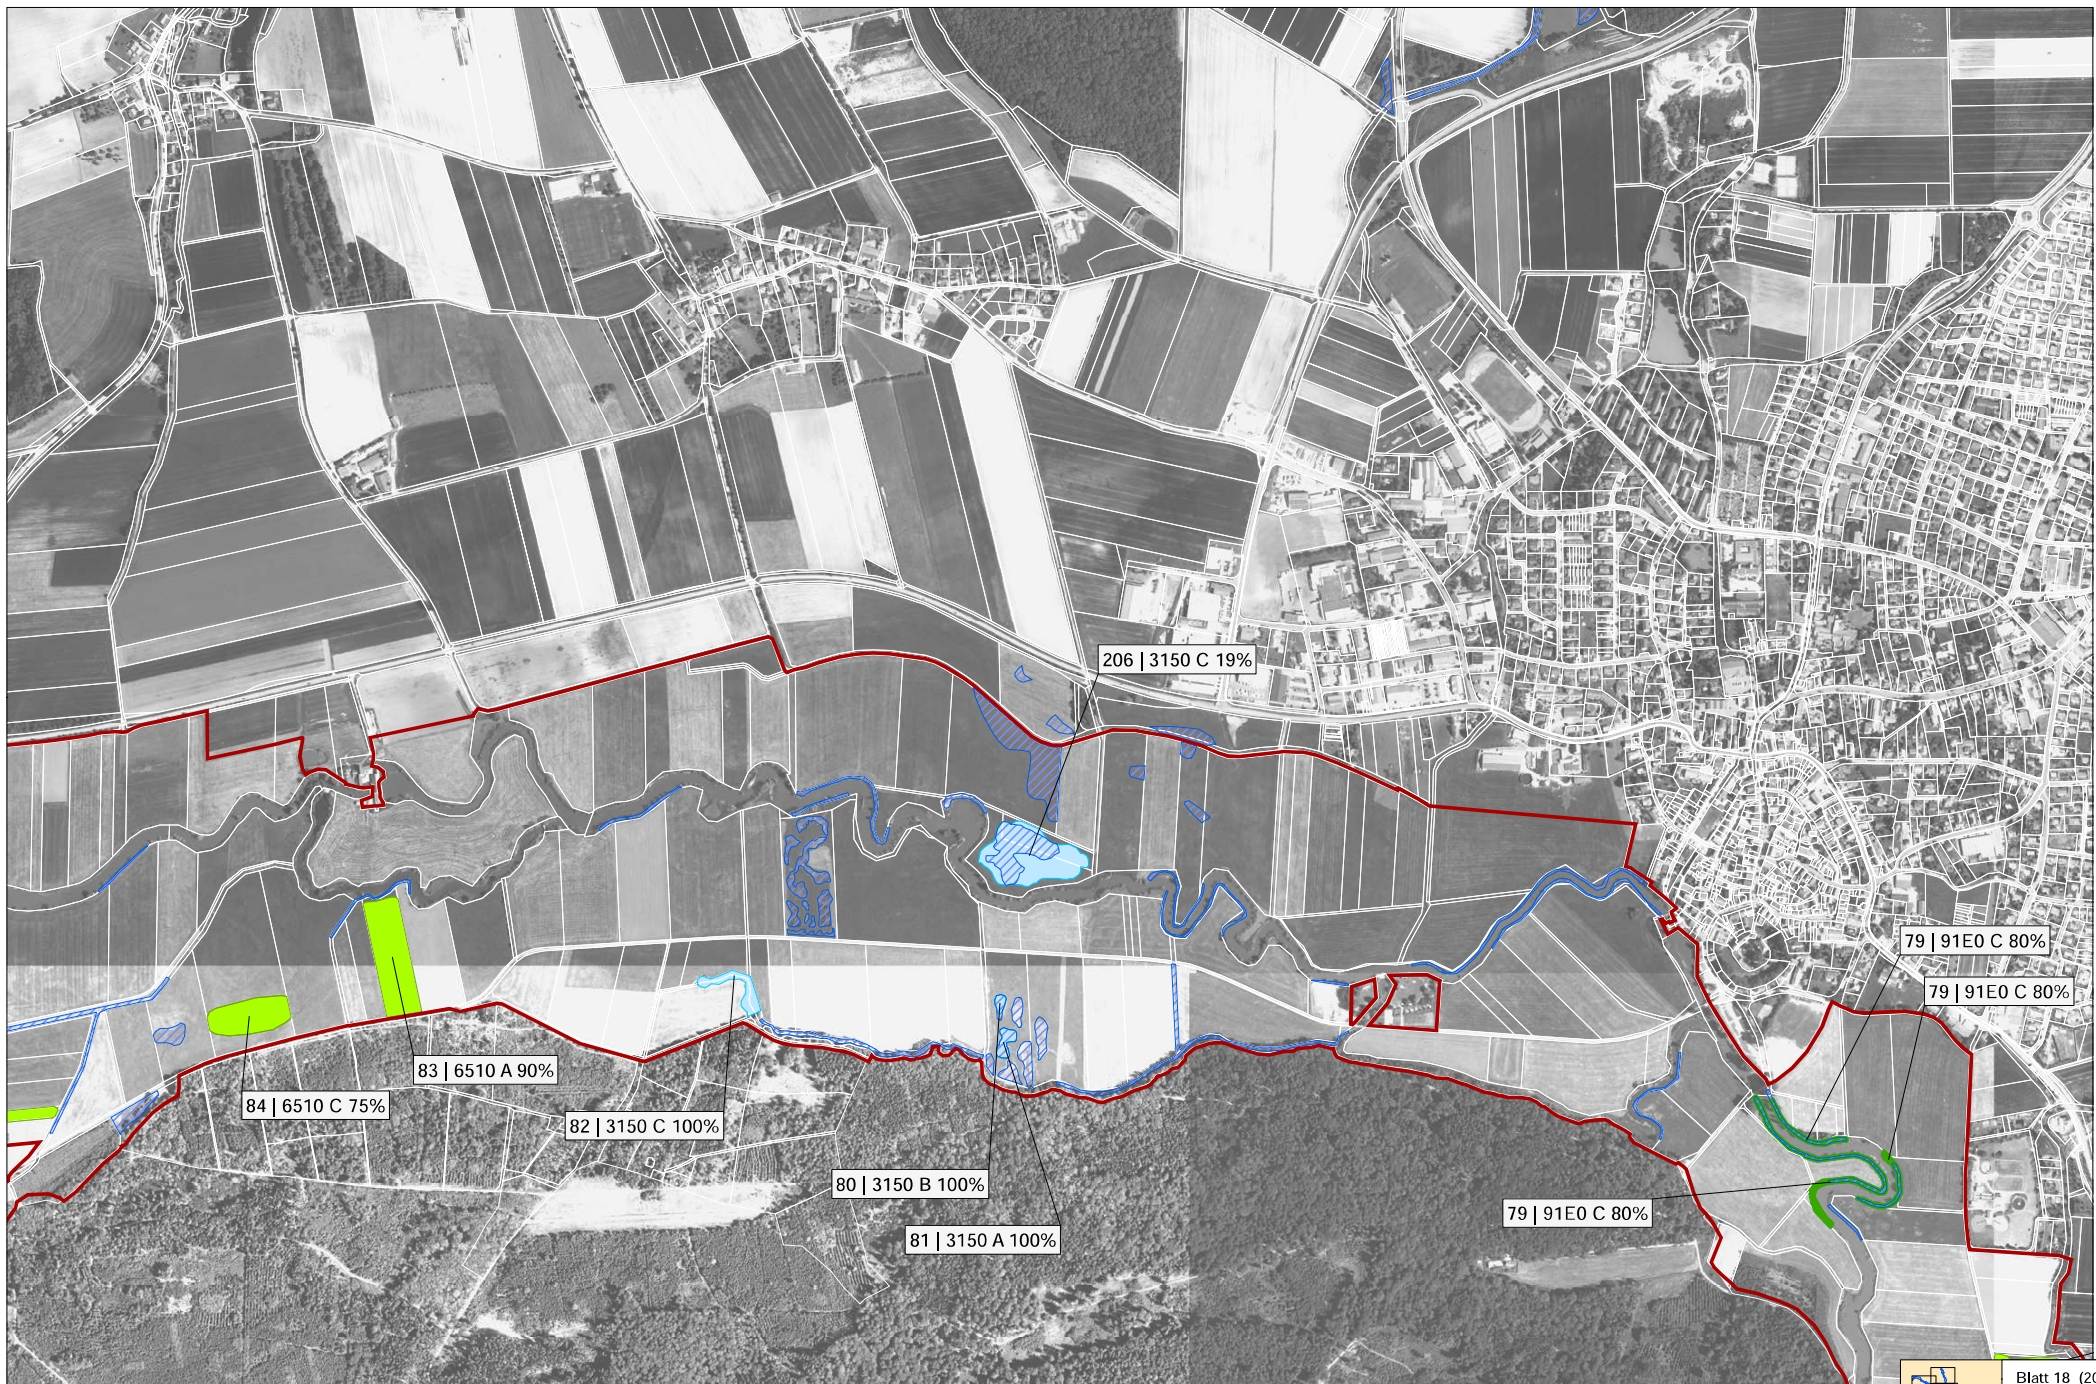 206 | 3150 C 19%
79 | 91E0 C 80%
79 | 91E0 C 80%
83 | 6510 A 90%
84 | 6510 C 75%
82 | 3150 C 100%
80 | 3150 B 100%
79 | 91E0 C 80%
81 | 3150 A 100%
Blatt 18